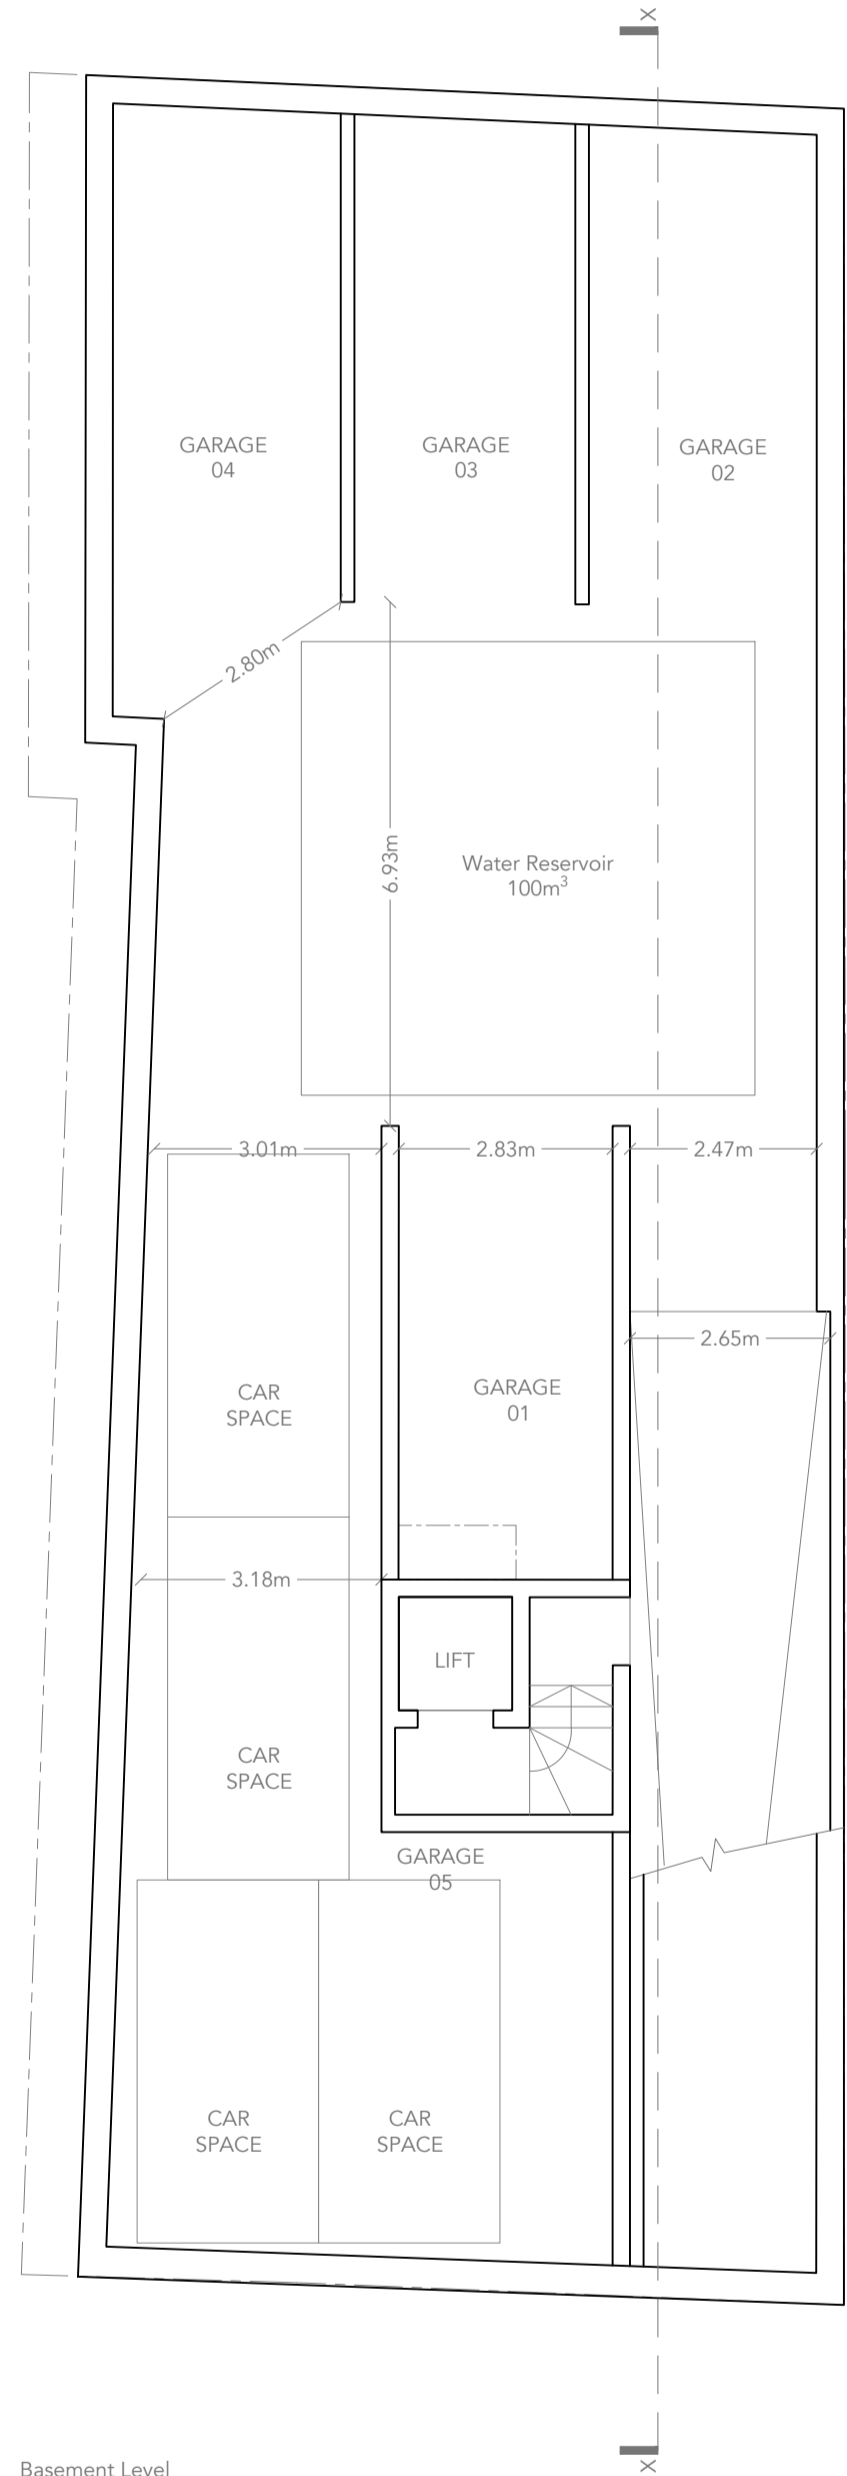 X
GARAGE
04
GARAGE
03
GARAGE
02
2.80m
6.93m
Water Reservoir
100m³
3.01m
2.83m
2.47m
2.65m
CAR
SPACE
GARAGE
01
3.18m
LIFT
CAR
SPACE
GARAGE
05
CAR
SPACE
CAR
SPACE
X
Basement Level